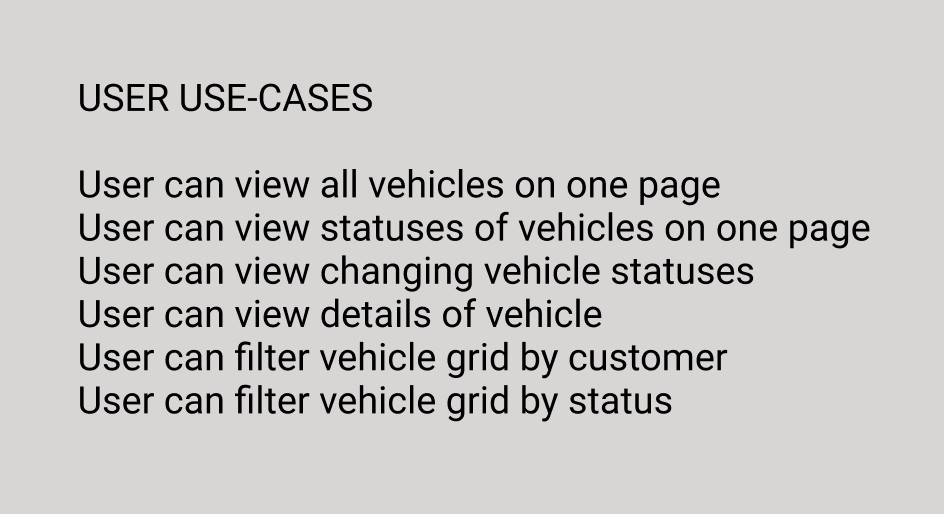 USER USE-CASES
User can view all vehicles on one page
User can view statuses of vehicles on one page
User can view changing vehicle statuses
User can view details of vehicle
User can filter vehicle grid by customer
User can filter vehicle grid by status